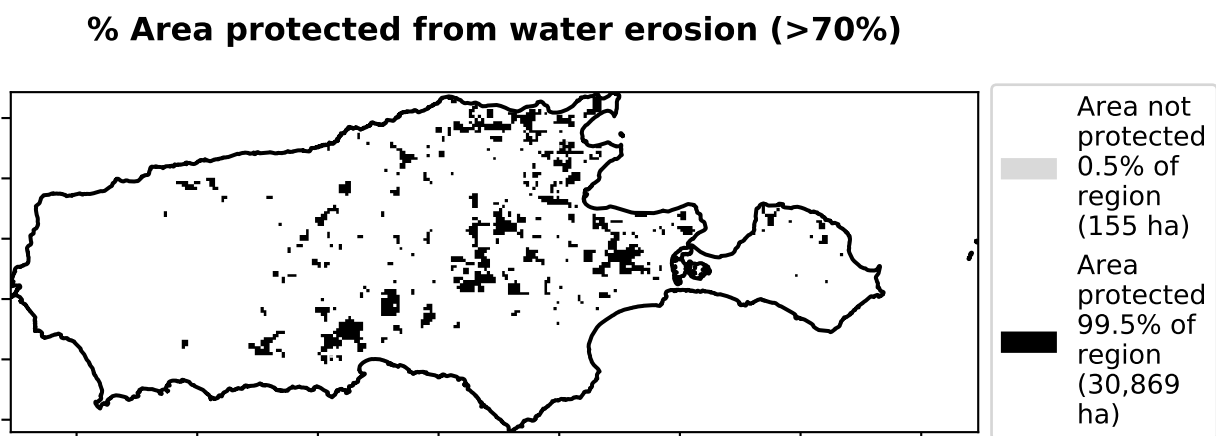 % Area protected from water erosion (>70%)
Area not
protected
0.5% of
region
(155 ha)
Area
protected
99.5% of
region
(30,869
ha)